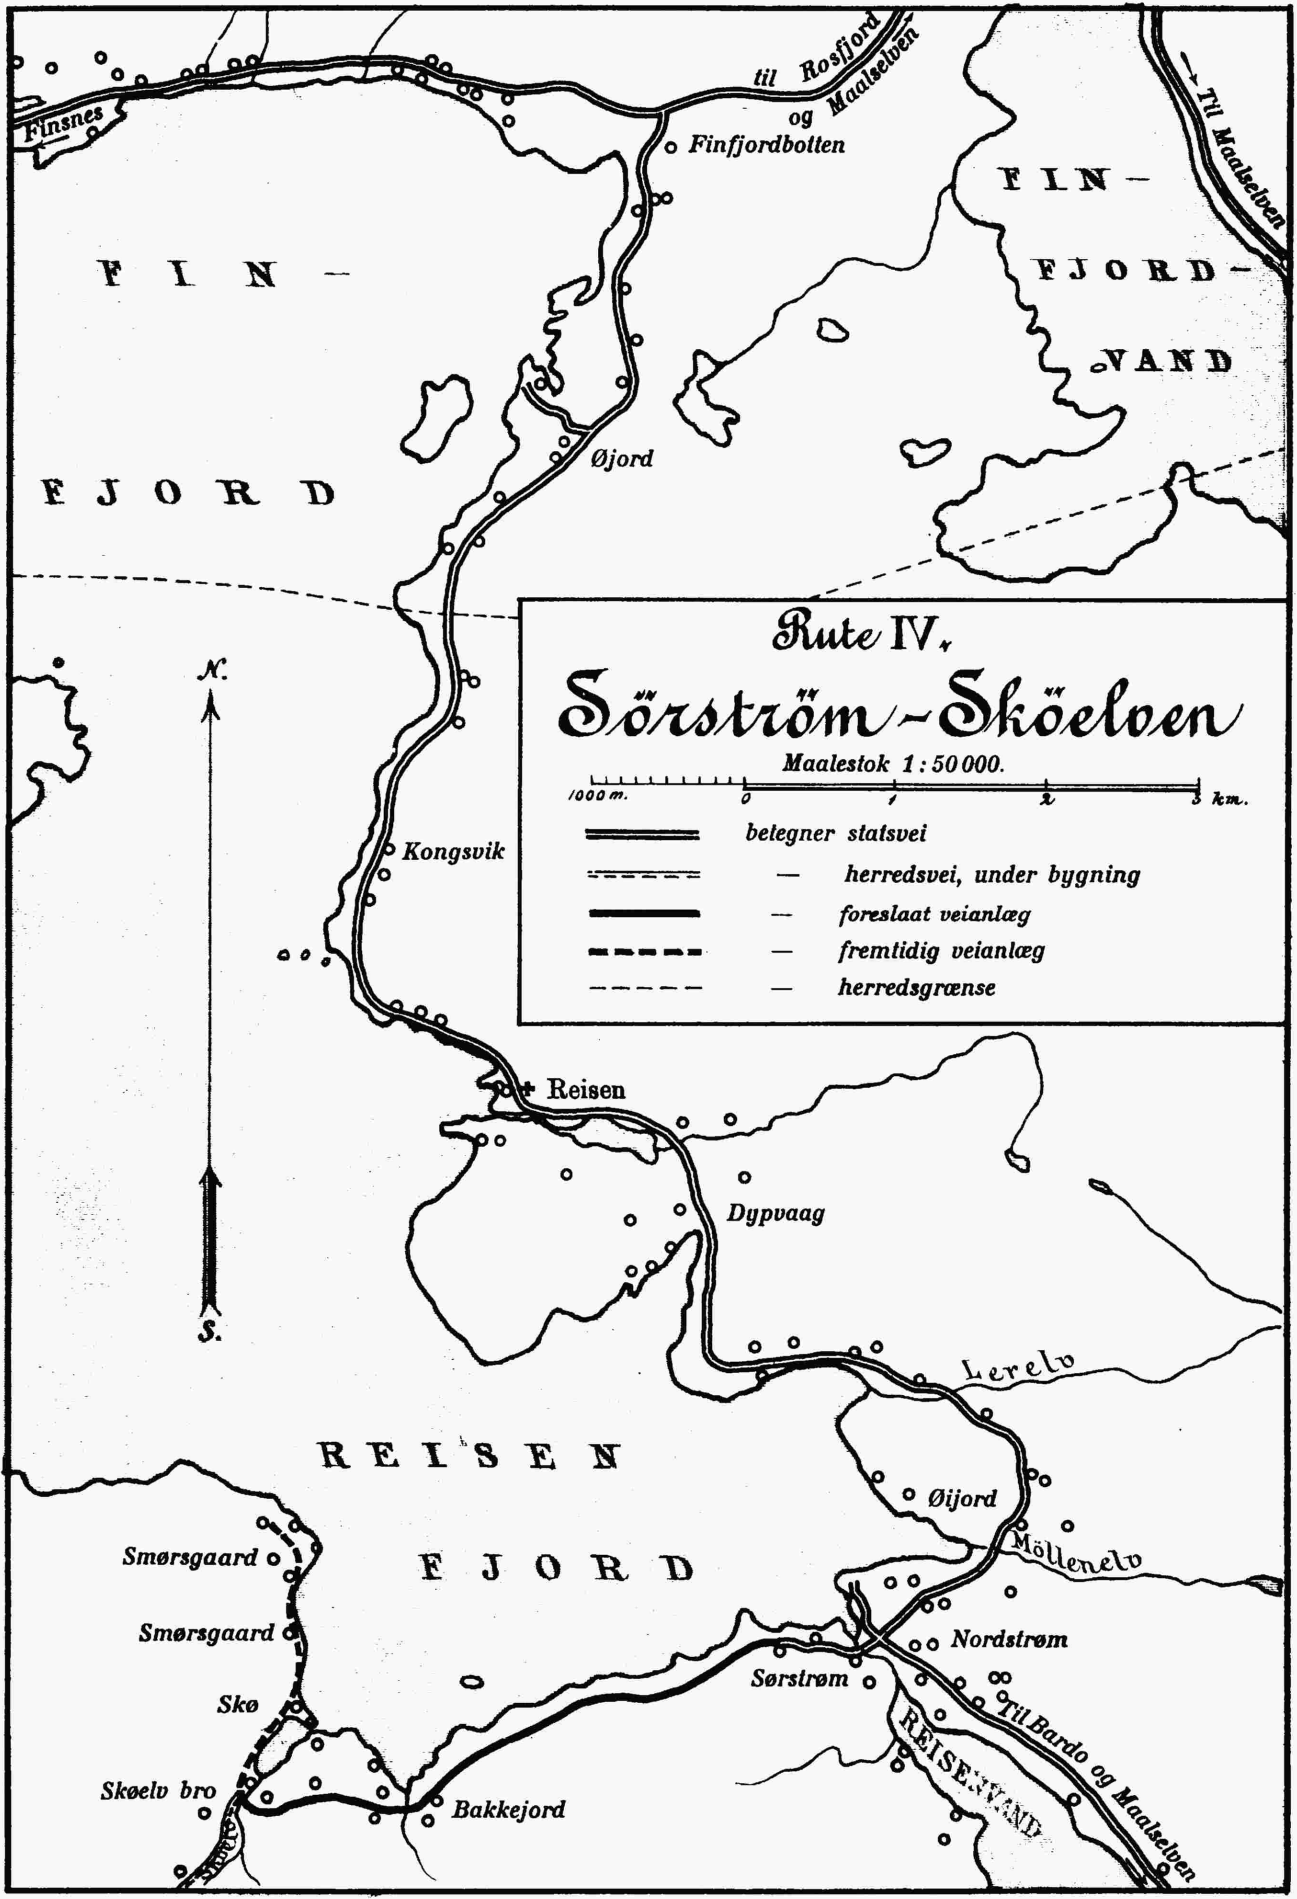 til Rosfjord
og Maalselven
Finsnes
Finfjordbotten
Til Maalselven
FIN-
FJORD-
VAND
FIN-
FJORD
Øjord
Rute IV.
Sörström-Sköelven
Maalestok 1:50000.
1000 m. 0 1 2 3 km.
betegner statsvei
— herredsvei, under bygning
— foreslaat veianlæg
— fremtidig veianlæg
— herredsgrænse
N.
S.
Kongsvik
Reisen
Dypvaag
Lerelv
REISEN
FJORD
Øijord
Möllenelv
Smørsgaard
Smørsgaard
Nordstrøm
Sørstrøm
Skø
Til Bardo og Maalselven
REISENVAND
Skøelv bro
Bakkejord